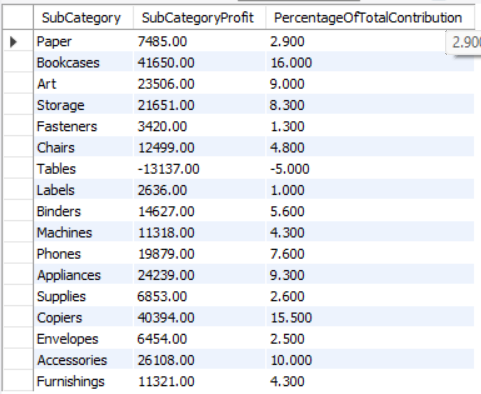 SubCategory SubCategoryProfit PercentageOfTotalContribution
Paper 7485.00 2.900 2.900
Bookcases 41650.00 16.000
Art 23506.00 9.000
Storage 21651.00 8.300
Fasteners 3420.00 1.300
Chairs 12499.00 4.800
Tables -13137.00 -5.000
Labels 2636.00 1.000
Binders 14627.00 5.600
Machines 11318.00 4.300
Phones 19879.00 7.600
Appliances 24239.00 9.300
Supplies 6853.00 2.600
Copiers 40394.00 15.500
Envelopes 6454.00 2.500
Accessories 26108.00 10.000
Furnishings 11321.00 4.300